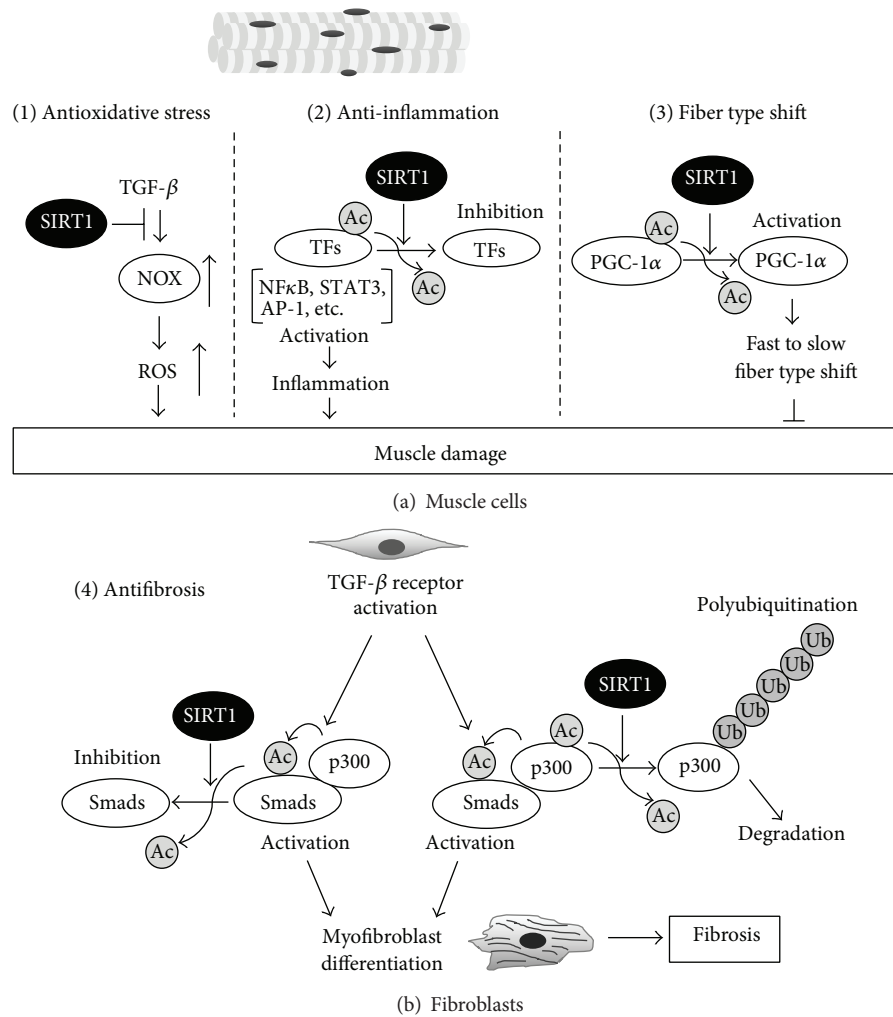 (1) Antioxidative stress
TGF-β
SIRT1
NOX
ROS
(2) Anti-inflammation
SIRT1
Ac
Inhibition
TFs
TFs
Ac
NFκB, STAT3,
AP-1, etc.
Activation
Inflammation
(3) Fiber type shift
SIRT1
Ac
Activation
PGC-1α
PGC-1α
Ac
Fast to slow
fiber type shift
Muscle damage
(a) Muscle cells
(4) Antifibrosis
TGF-β receptor
activation
SIRT1
Inhibition
Ac
p300
Smads
Smads
Ac
Activation
Polyubiquitination
Ub
Ub
Ub
Ub
Ub
SIRT1
Ac
Ac
p300
p300
Smads
Ac
Activation
Degradation
Myofibroblast
differentiation
Fibrosis
(b) Fibroblasts